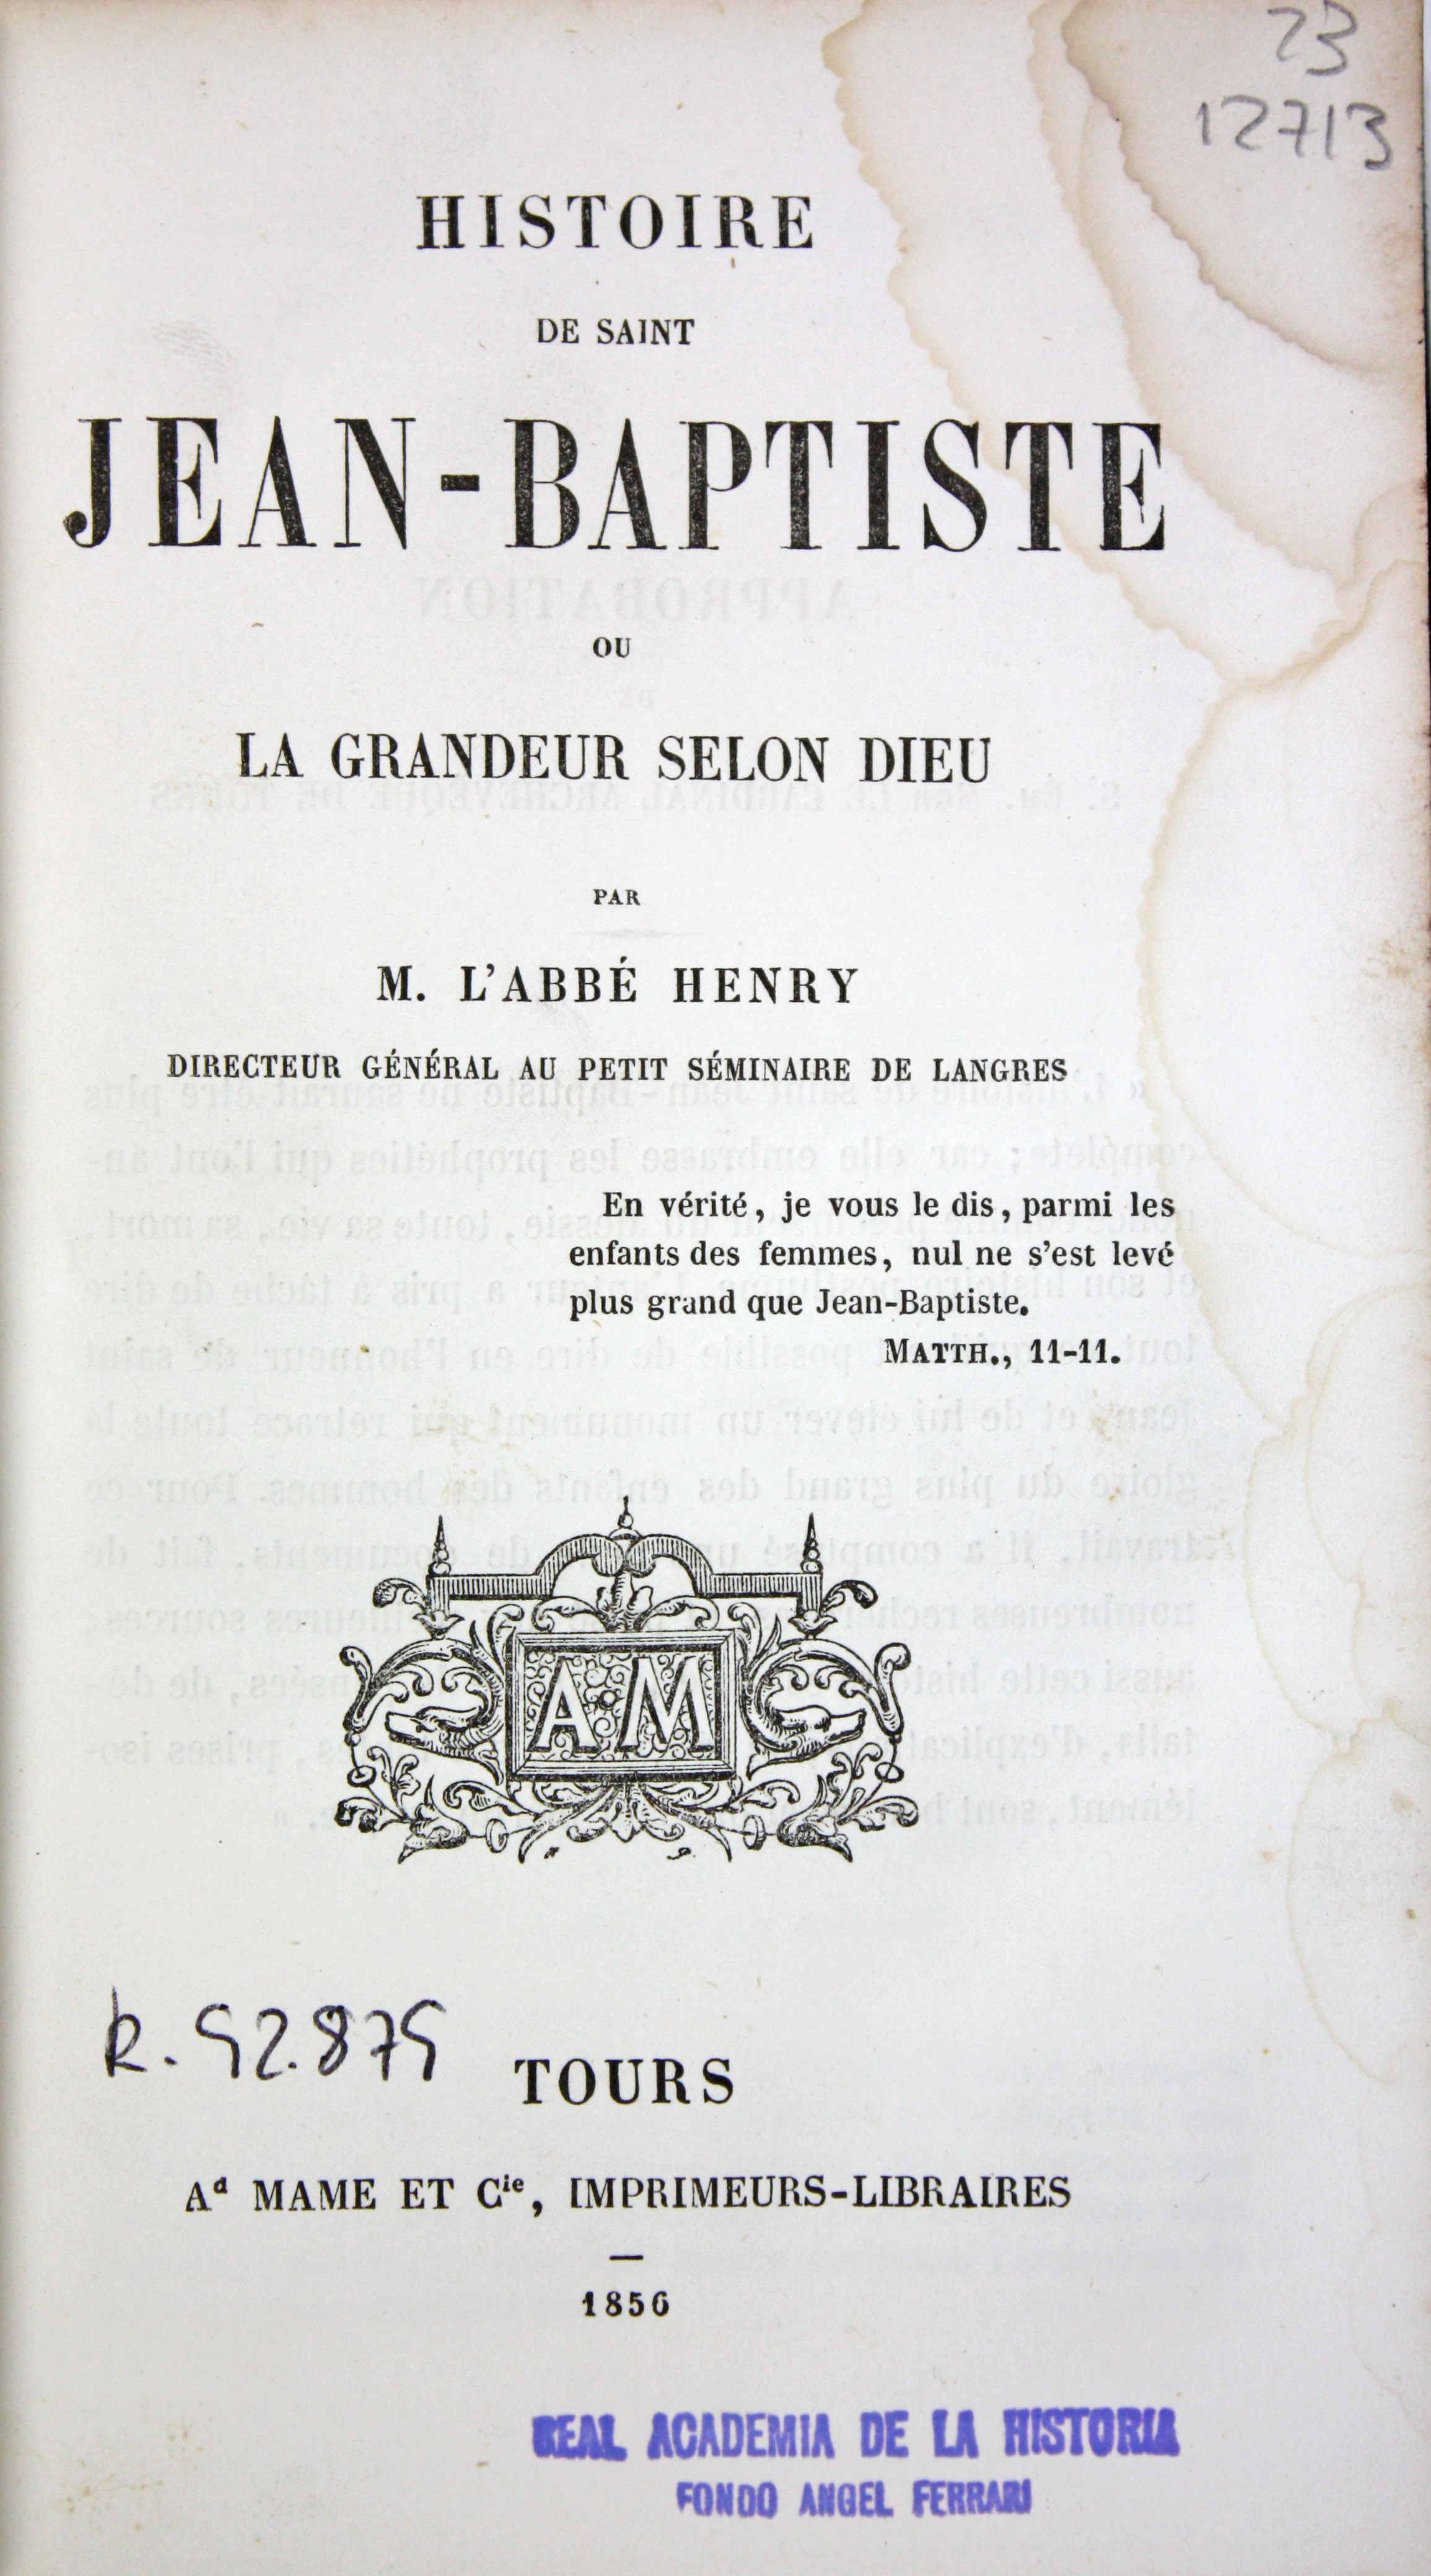 23
12713
HISTOIRE
DE SAINT
JEAN-BAPTISTE
OU
LA GRANDEUR SELON DIEU
PAR
M. L'ABBÉ HENRY
DIRECTEUR GÉNÉRAL AU PETIT SÉMINAIRE DE LANGRES
En vérité, je vous le dis, parmi les
enfants des femmes, nul ne s'est levé
plus grand que Jean-Baptiste.
MATTH., 11-11.
AM
R. 52.875
TOURS
Ad MAME ET Cie, IMPRIMEURS-LIBRAIRES
1856
REAL ACADEMIA DE LA HISTORIA
FONDO ANGEL FERRARI